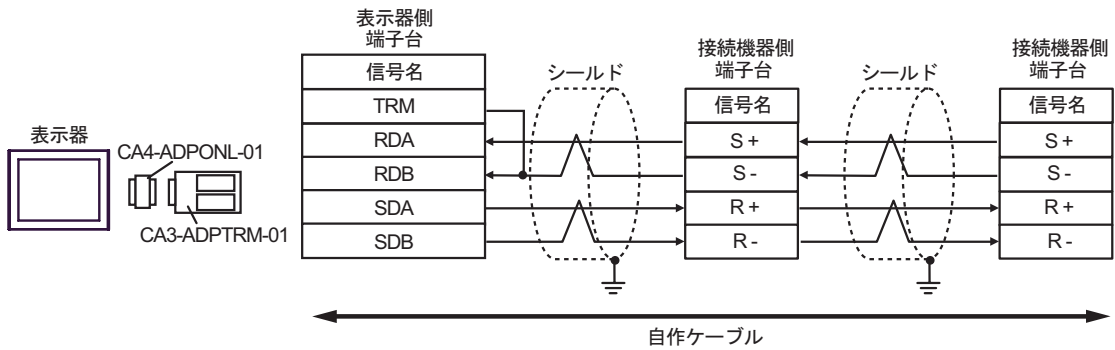 表示器
CA4-ADPONL-01
CA3-ADPTRM-01
表示器側
端子台
信号名
TRM
RDA
RDB
SDA
SDB
シールド
接続機器側
端子台
信号名
S+
S-
R+
R-
シールド
接続機器側
端子台
信号名
S+
S-
R+
R-
自作ケーブル